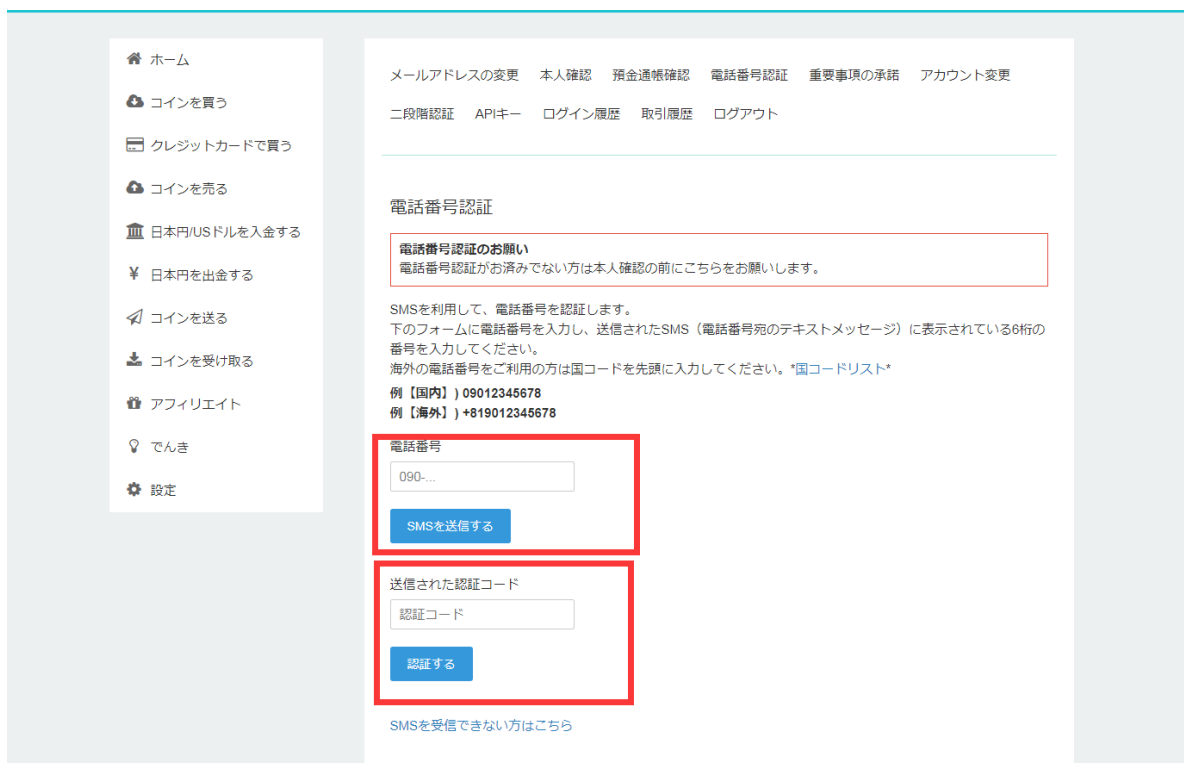 ホーム
コインを買う
クレジットカードで買う
コインを売る
日本円/USドルを入金する
¥ 日本円を出金する
コインを送る
コインを受け取る
アフィリエイト
でんき
設定
メールアドレスの変更 本人確認 預金通帳確認 電話番号認証 重要事項の承諾 アカウント変更
二段階認証 APIキー ログイン履歴 取引履歴 ログアウト
電話番号認証
電話番号認証のお願い
電話番号認証がお済みでない方は本人確認の前にこちらをお願いします。
SMSを利用して、電話番号を認証します。
下のフォームに電話番号を入力し、送信されたSMS（電話番号宛のテキストメッセージ）に表示されている6桁の
番号を入力してください。
海外の電話番号をご利用の方は国コードを先頭に入力してください。*国コードリスト*
例【国内】) 09012345678
例【海外】) +819012345678
電話番号
090-...
SMSを送信する
送信された認証コード
認証コード
認証する
SMSを受信できない方はこちら